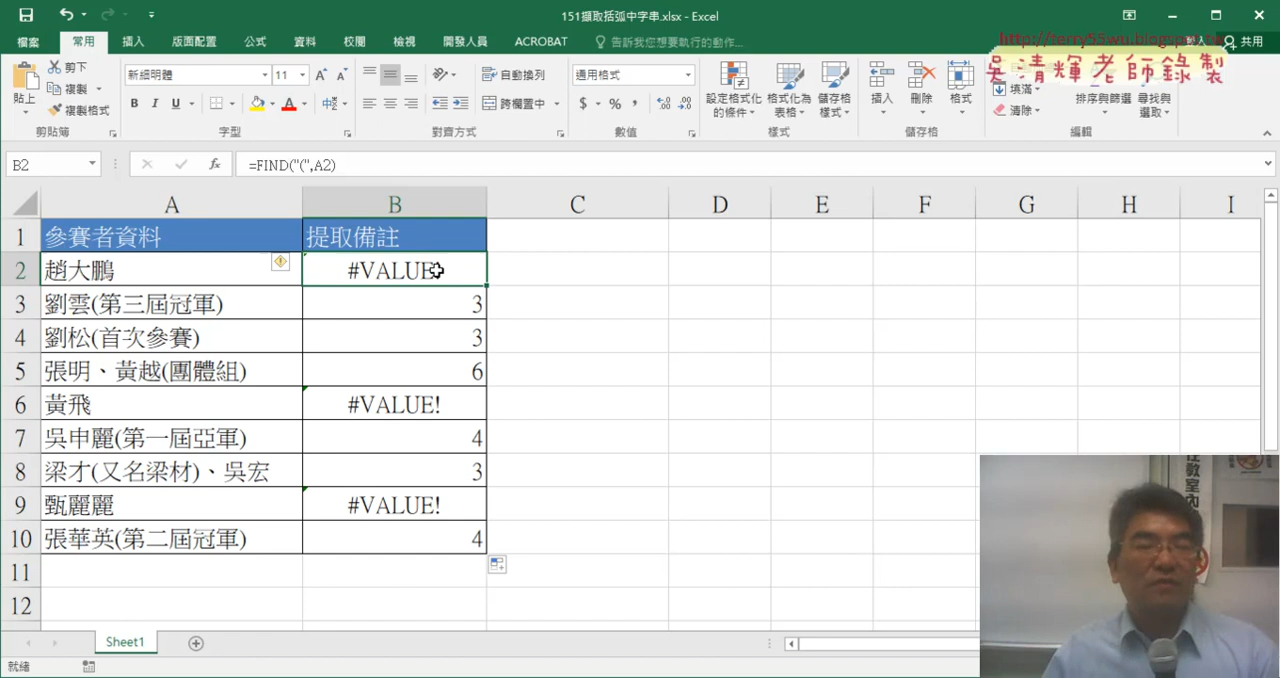 151擷取括弧中字串.xlsx - Excel
檔案 常用 插入 版面配置 公式 資料 校閱 檢視 開發人員 ACROBAT 告訴我您想要執行的動作... 登入 共用
http://terry55wu.blogspot.tw
吳清輝老師錄製
貼上 剪下 複製 複製格式 剪貼簿
新細明體 11 B I U A 中 字型
自動換列 跨欄置中 對齊方式
通用格式 $ % , 數值
設定格式化的條件 格式化為表格 儲存格樣式 樣式
插入 刪除 格式 儲存格
填滿 清除 排序與篩選 尋找與選取 編輯
B2 fx =FIND("(",A2)
A B C D E F G H I
1 參賽者資料 提取備註
2 趙大鵬 #VALUE!
3 劉雲(第三屆冠軍) 3
4 劉松(首次參賽) 3
5 張明、黃越(團體組) 6
6 黃飛 #VALUE!
7 吳申麗(第一屆亞軍) 4
8 梁才(又名梁材)、吳宏 3
9 甄麗麗 #VALUE!
10 張華英(第二屆冠軍) 4
11
12
Sheet1
就緒